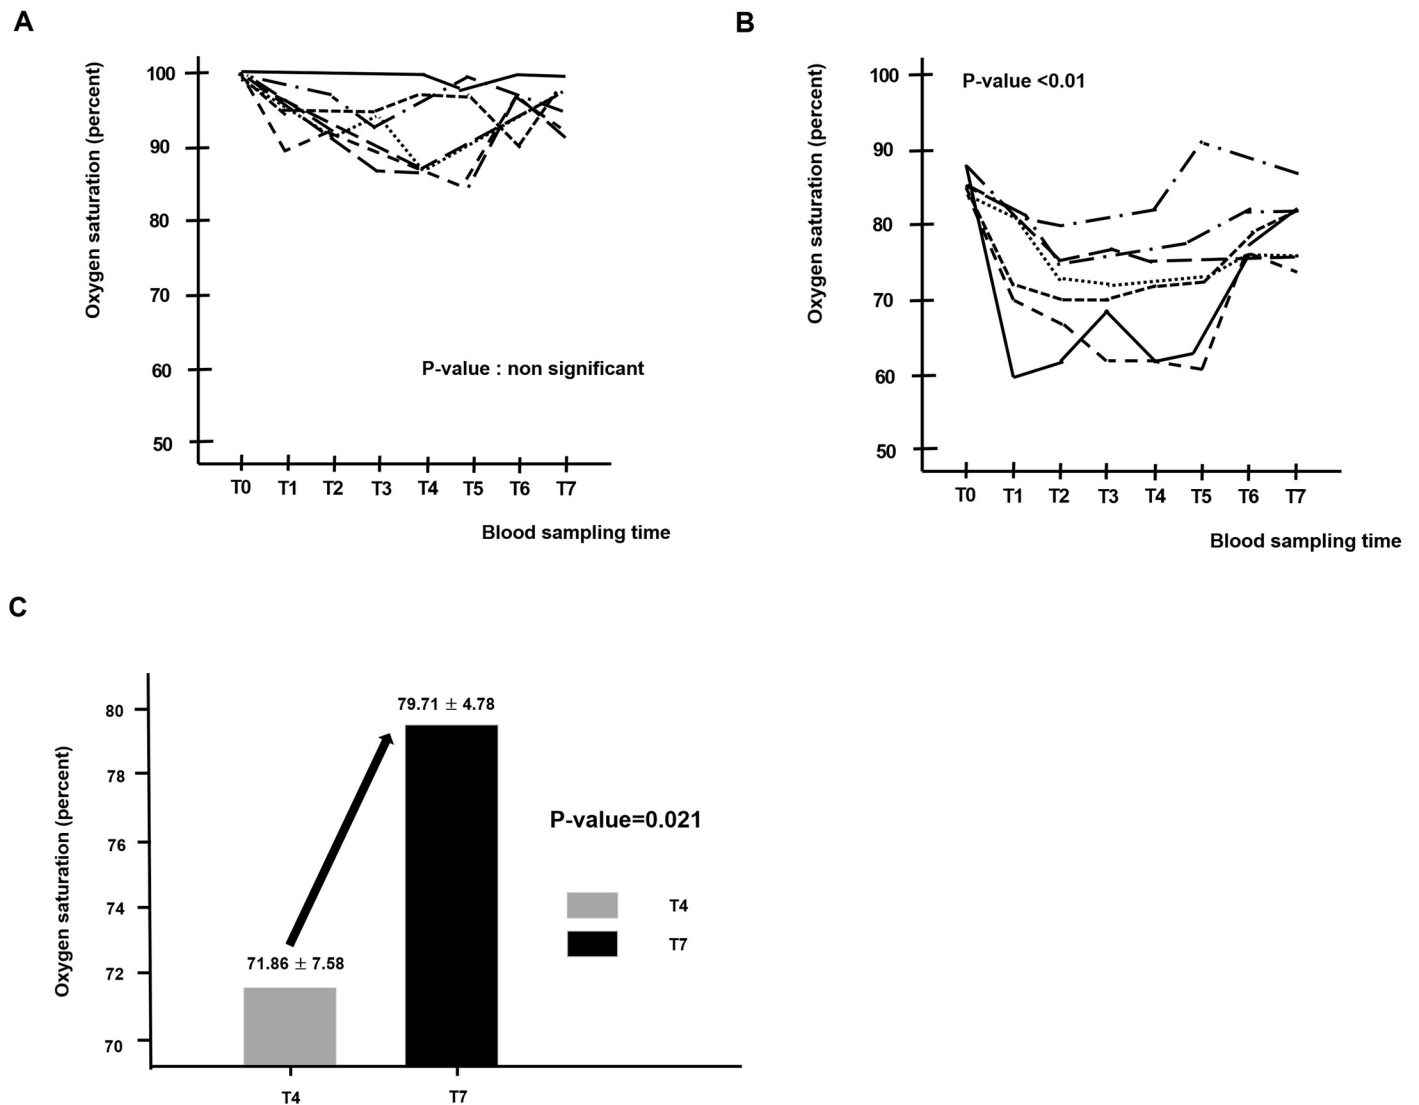 A
Oxygen saturation (percent)
100
90
80
70
60
50
P-value : non significant
T0 T1 T2 T3 T4 T5 T6 T7
Blood sampling time
B
Oxygen saturation (percent)
100
90
80
70
60
50
P-value <0.01
T0 T1 T2 T3 T4 T5 T6 T7
Blood sampling time
C
Oxygen saturation (percent)
80
78
76
74
72
70
79.71 ± 4.78
71.86 ± 7.58
P-value=0.021
T4
T7
T4 T7